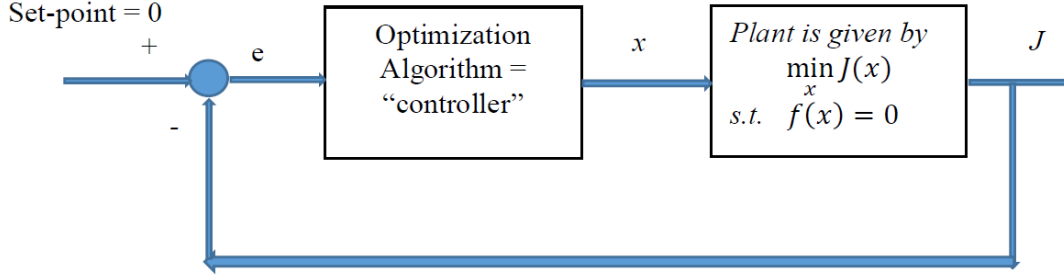 Set-point = 0
+
e
-
Optimization
Algorithm =
“controller”
x
Plant is given by
min J(x)
x
s.t. f(x) = 0
J